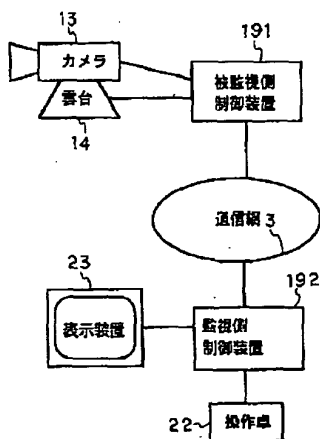 13
カメラ
雲台
14
191
被監視側
制御装置
通信網 3
23
表示装置
192
監視側
制御装置
22
操作卓